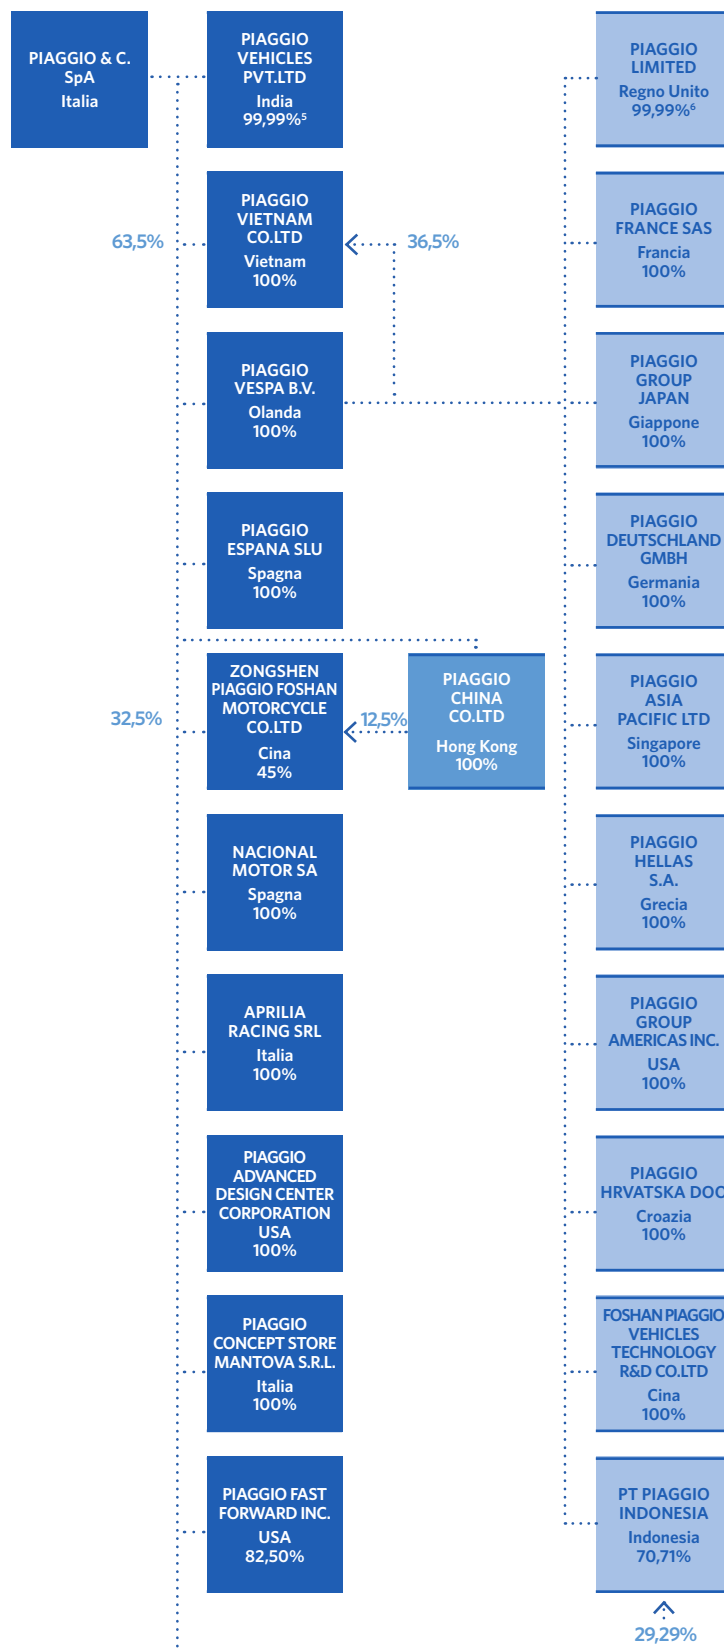 PIAGGIO & C.
SpA
Italia
PIAGGIO
VEHICLES
PVT.LTD
India
99,99%⁵
PIAGGIO
LIMITED
Regno Unito
99,99%⁶
63,5%
PIAGGIO
VIETNAM
CO.LTD
Vietnam
100%
36,5%
PIAGGIO
FRANCE SAS
Francia
100%
PIAGGIO
VESPA B.V.
Olanda
100%
PIAGGIO
GROUP
JAPAN
Giappone
100%
PIAGGIO
ESPANA SLU
Spagna
100%
PIAGGIO
DEUTSCHLAND
GMBH
Germania
100%
32,5%
ZONGSHEN
PIAGGIO FOSHAN
MOTORCYCLE
CO.LTD
Cina
45%
12,5%
PIAGGIO
CHINA
CO.LTD
Hong Kong
100%
PIAGGIO
ASIA
PACIFIC LTD
Singapore
100%
NACIONAL
MOTOR SA
Spagna
100%
PIAGGIO
HELLAS
S.A.
Grecia
100%
APRILIA
RACING SRL
Italia
100%
PIAGGIO
GROUP
AMERICAS INC.
USA
100%
PIAGGIO
ADVANCED
DESIGN CENTER
CORPORATION
USA
100%
PIAGGIO
HRVATSKA DOO
Croazia
100%
PIAGGIO
CONCEPT STORE
MANTOVA S.R.L.
Italia
100%
FOSHAN PIAGGIO
VEHICLES
TECHNOLOGY
R&D CO.LTD
Cina
100%
PIAGGIO FAST
FORWARD INC.
USA
82,50%
PT PIAGGIO
INDONESIA
Indonesia
70,71%
29,29%